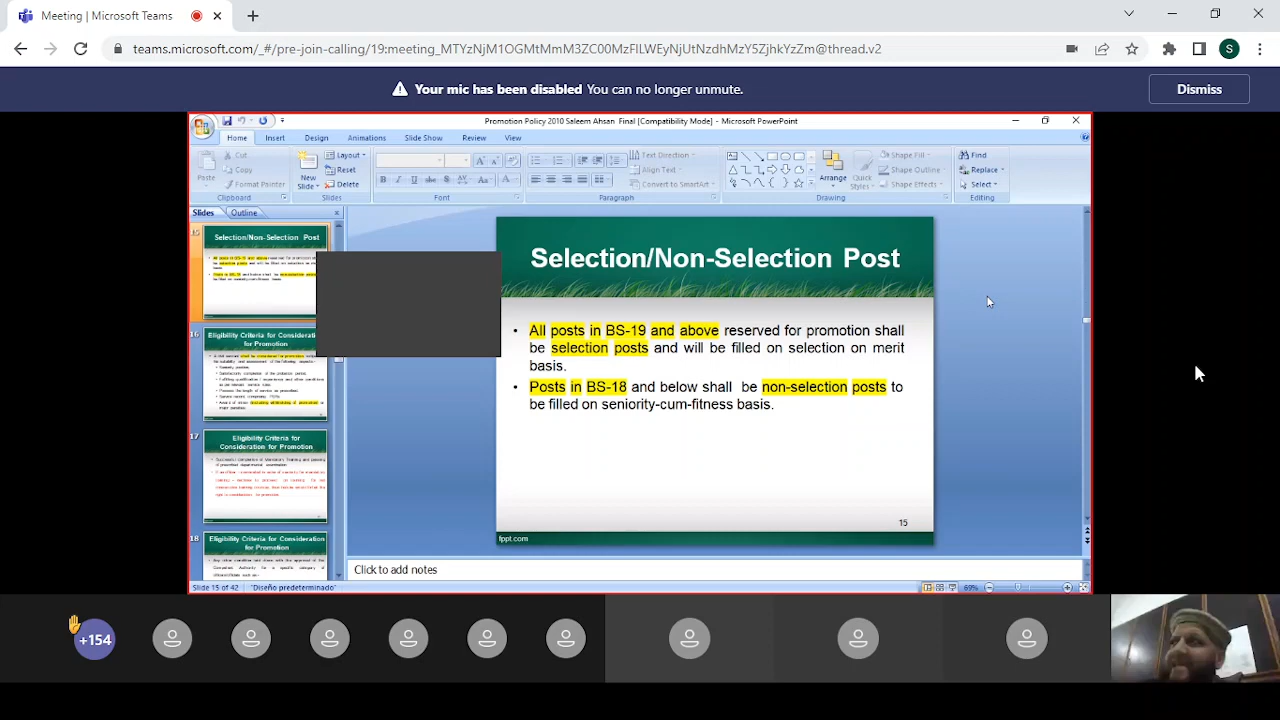 Meeting | Microsoft Teams
teams.microsoft.com/_#/pre-join-calling/19:meeting_MTYzNjM1OGMtMmM3ZC00MzFlLWEyNjUtNzdhMzY5ZjhkYzZm@thread.v2
S
Your mic has been disabled You can no longer unmute.
Dismiss
Promotion Policy 2010 Saleem Ahsan Final [Compatibility Mode] - Microsoft PowerPoint
Home Insert Design Animations Slide Show Review View
Paste
Cut
Copy
Format Painter
Clipboard
New Slide
Layout
Reset
Delete
Slides
Font
Text Direction
Align Text
Convert to SmartArt
Paragraph
Arrange
Quick Styles
Shape Fill
Shape Outline
Shape Effects
Drawing
Find
Replace
Select
Editing
Slides Outline
15
Selection/Non-Selection Post
16
Eligibility Criteria for Consideration
for Promotion
17
Eligibility Criteria for
Consideration for Promotion
18
Eligibility Criteria for Consideration
for Promotion
Selection/Non-Selection Post
• All posts in BS-19 and above reserved for promotion shall
be selection posts and will be filled on selection on merit
basis.
• Posts in BS-18 and below shall be non-selection posts to
be filled on seniority-cum-fitness basis.
15
fppt.com
Click to add notes
Slide 15 of 42 "Diseño predeterminado" 69%
+154